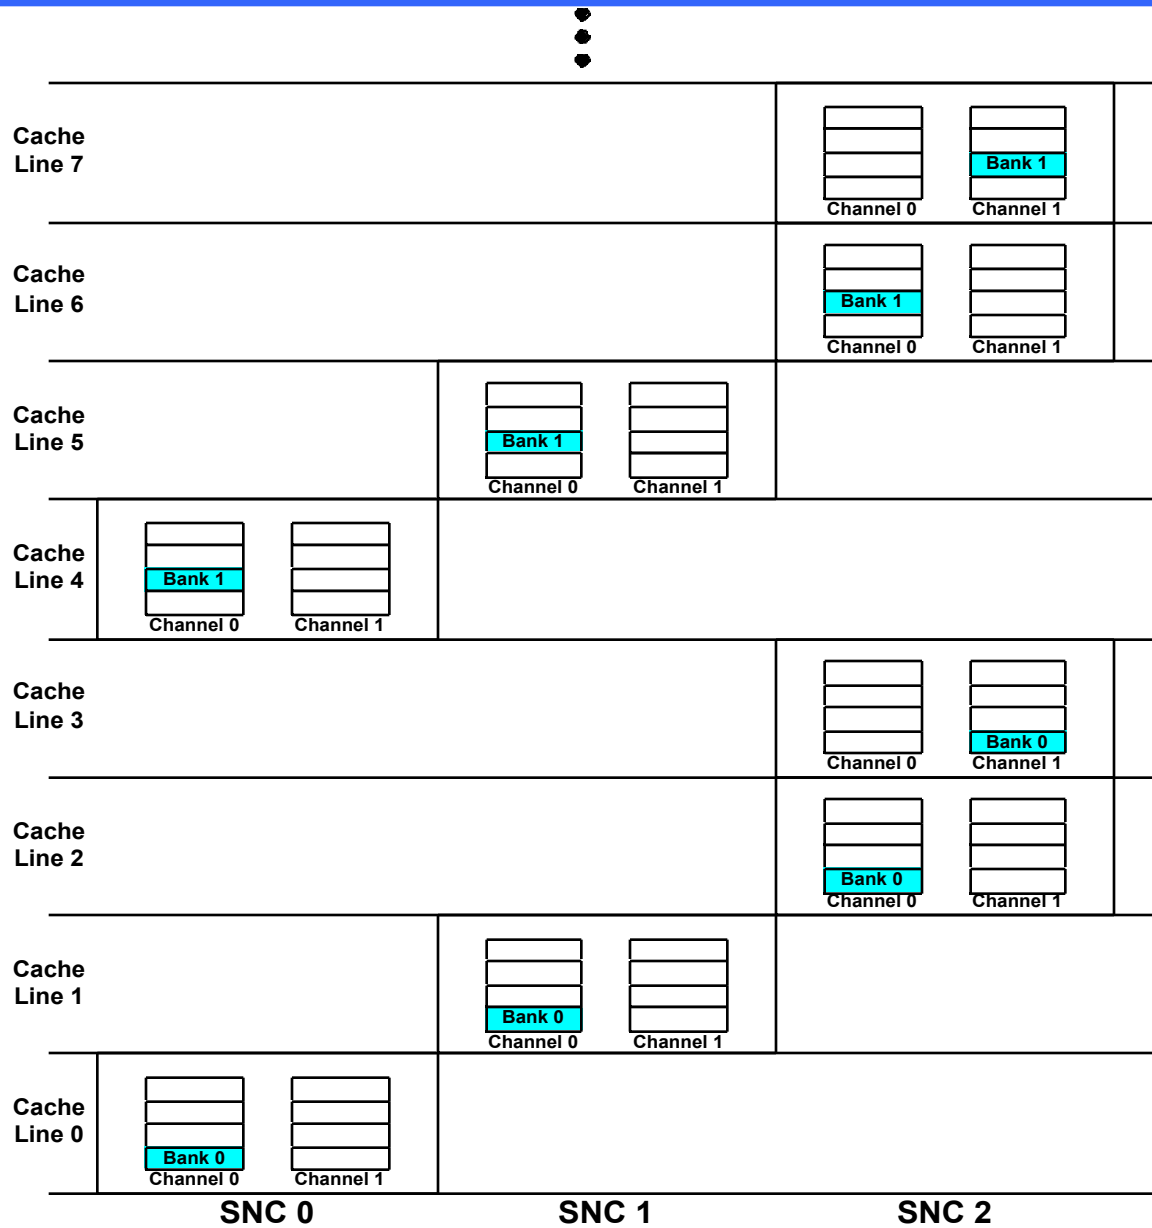 Cache
Line 7
Bank 1
Channel 0 Channel 1
Cache
Line 6
Bank 1
Channel 0 Channel 1
Cache
Line 5
Bank 1
Channel 0 Channel 1
Cache
Line 4
Bank 1
Channel 0 Channel 1
Cache
Line 3
Bank 0
Channel 0 Channel 1
Cache
Line 2
Bank 0
Channel 0 Channel 1
Cache
Line 1
Bank 0
Channel 0 Channel 1
Cache
Line 0
Bank 0
Channel 0 Channel 1
SNC 0 SNC 1 SNC 2